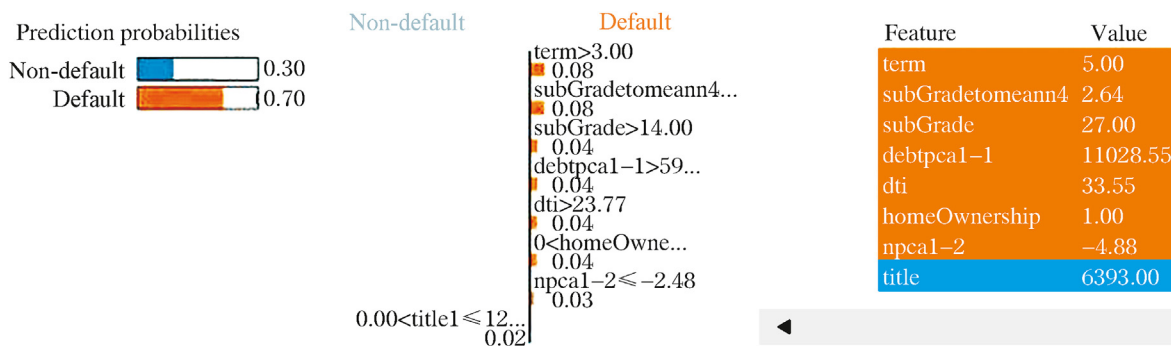 Prediction probabilities
Non-default 0.30
Default 0.70
Non-default Default
term>3.00
0.08
subGradetomeann4...
0.08
subGrade>14.00
0.04
debtpca1-1>59...
0.04
dti>23.77
0.04
0<homeOwne...
0.04
npca1-2≤-2.48
0.03
0.00<title1≤12...
0.02
Feature Value
term 5.00
subGradetomeann4 2.64
subGrade 27.00
debtpca1-1 11028.55
dti 33.55
homeOwnership 1.00
npca1-2 -4.88
title 6393.00